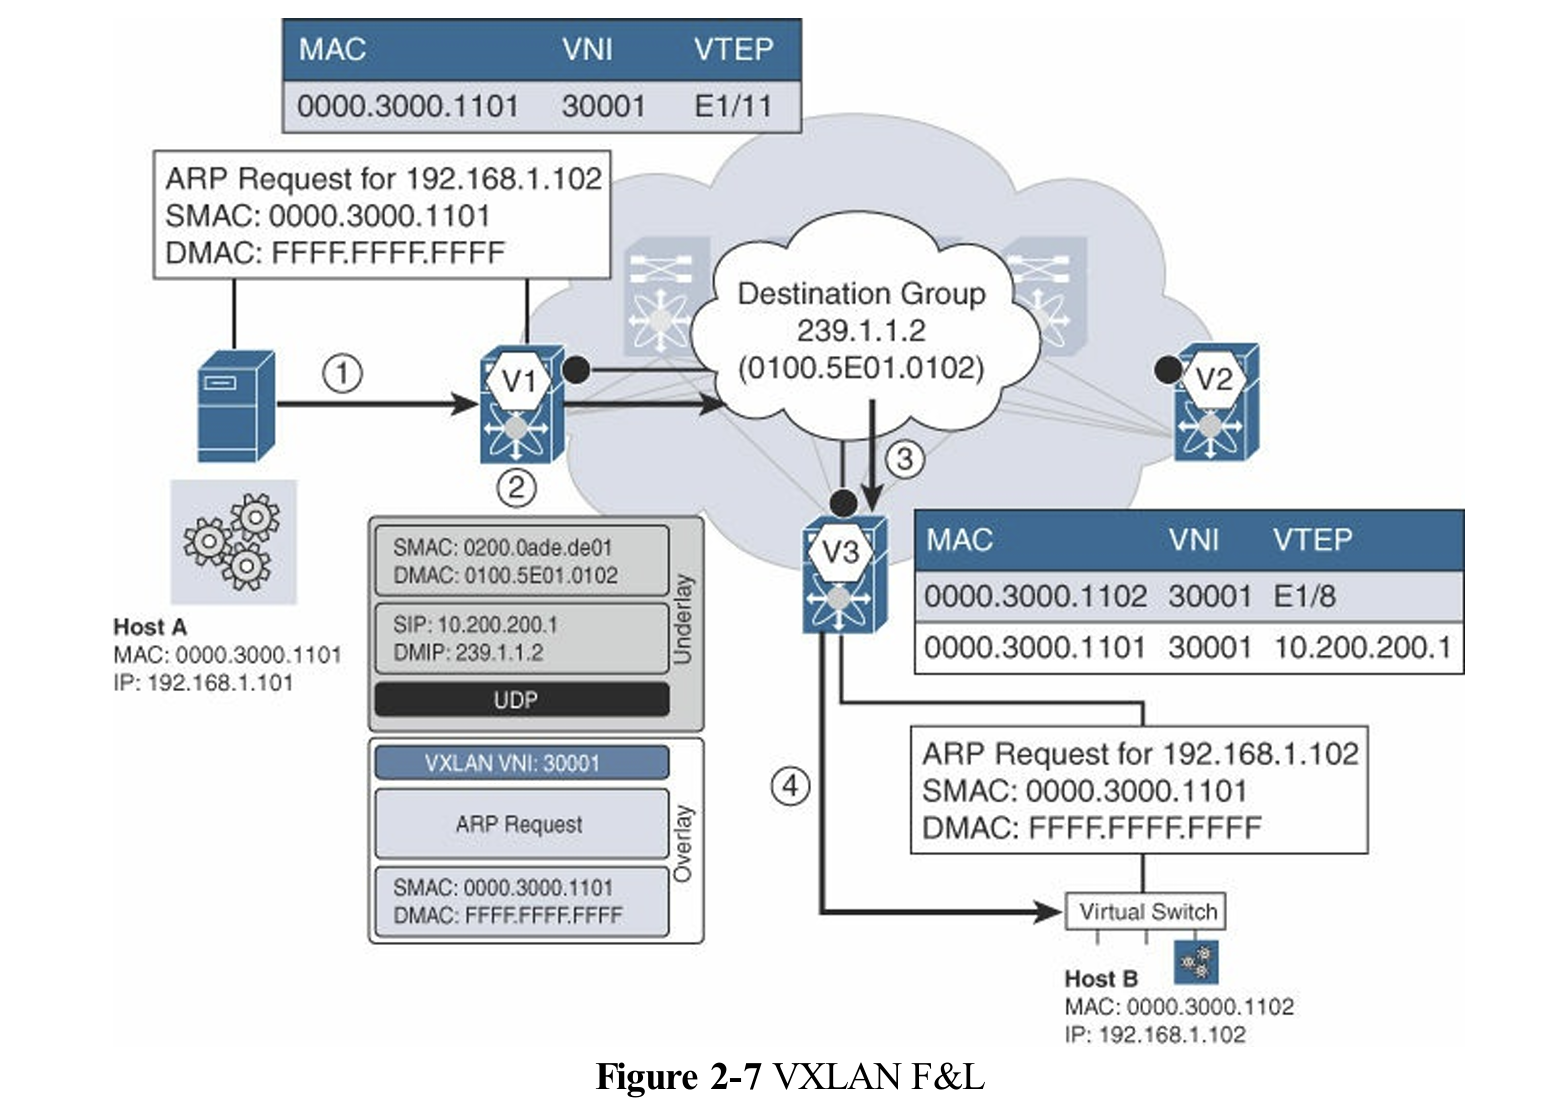 MAC VNI VTEP
0000.3000.1101 30001 E1/11
ARP Request for 192.168.1.102
SMAC: 0000.3000.1101
DMAC: FFFF.FFFF.FFFF
Destination Group
239.1.1.2
(0100.5E01.0102)
1
V1
V2
2
3
V3
SMAC: 0200.0ade.de01
DMAC: 0100.5E01.0102
SIP: 10.200.200.1
DMIP: 239.1.1.2
UDP
Underlay
VXLAN VNI: 30001
ARP Request
SMAC: 0000.3000.1101
DMAC: FFFF.FFFF.FFFF
Overlay
Host A
MAC: 0000.3000.1101
IP: 192.168.1.101
MAC VNI VTEP
0000.3000.1102 30001 E1/8
0000.3000.1101 30001 10.200.200.1
4
ARP Request for 192.168.1.102
SMAC: 0000.3000.1101
DMAC: FFFF.FFFF.FFFF
Virtual Switch
Host B
MAC: 0000.3000.1102
IP: 192.168.1.102
Figure 2-7 VXLAN F&L